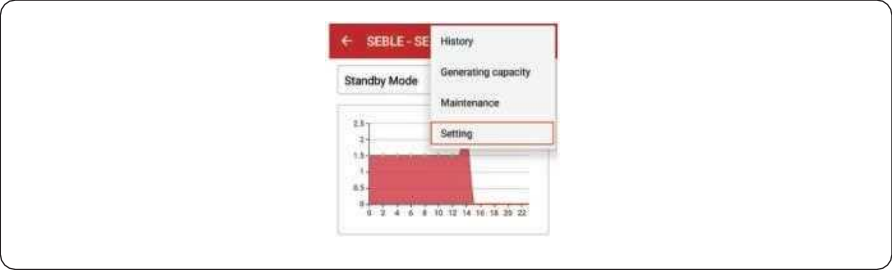 ← SEBLE - SE
History
Generating capacity
Standby Mode
Maintenance
Setting
2.5
2
1.5
1
0.5
0
0 2 4 6 8 10 12 14 16 18 20 22